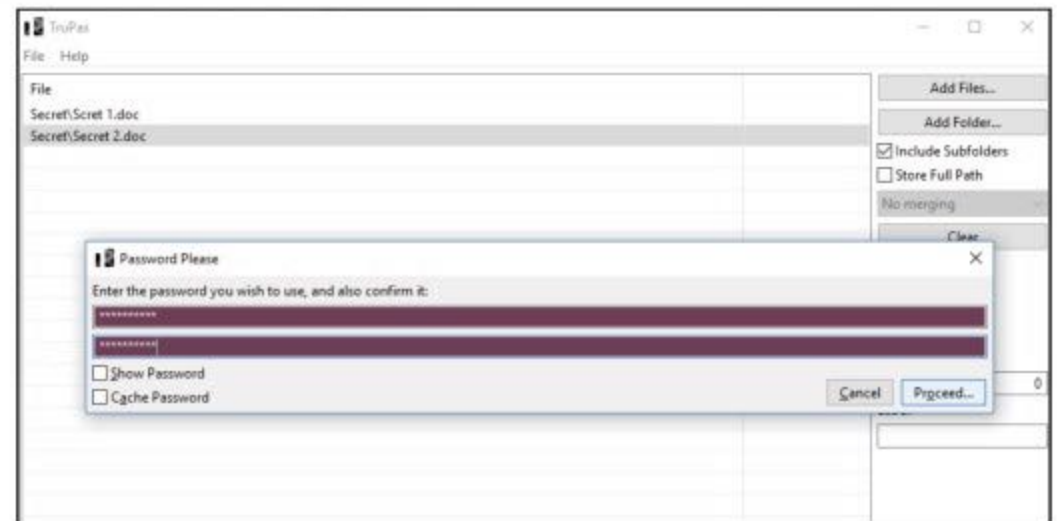 TruPax
File Help
File
Secret\Scret 1.doc
Secret\Secret 2.doc
Add Files...
Add Folder...
Include Subfolders
Store Full Path
No merging
Clear
Password Please
Enter the password you wish to use, and also confirm it:
**********
**********
Show Password
Cache Password
Cancel Proceed...
0